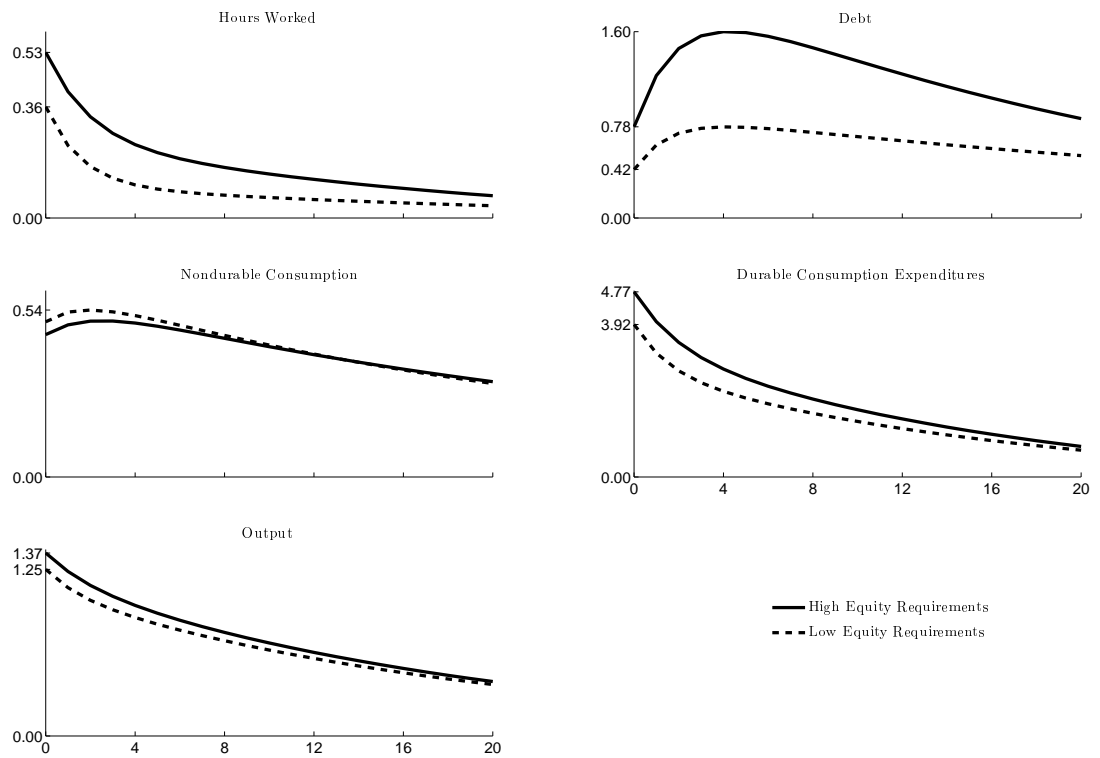 Hours Worked
0.53
0.36
0.00
Debt
1.60
0.78
0.42
0.00
Nondurable Consumption
0.54
0.00
Durable Consumption Expenditures
4.77
3.92
0.00
0 4 8 12 16 20
Output
1.37
1.25
0.00
0 4 8 12 16 20
High Equity Requirements
Low Equity Requirements